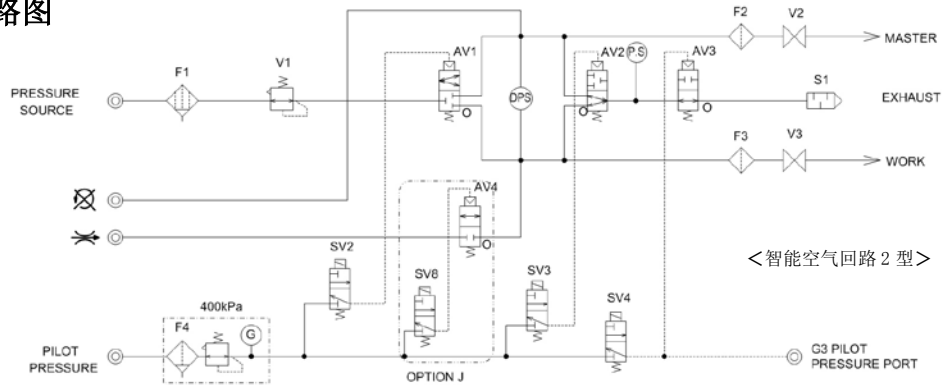 路图
F2
V2
MASTER
AV1
AV2
P.S
AV3
F1
V1
S1
PRESSURE
SOURCE
DPS
EXHAUST
O
O
O
F3
V3
WORK
AV4
O
＜智能空气回路 2 型＞
SV2
SV8
SV3
SV4
400kPa
F4
G
PILOT
PRESSURE
G3 PILOT
PRESSURE PORT
OPTION J